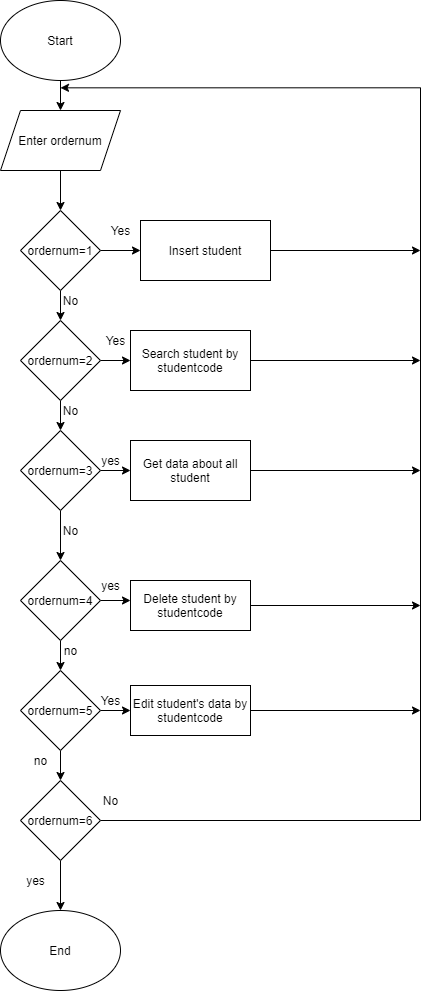 Start
Enter ordernum
Yes
ordernum=1
Insert student
No
Yes
ordernum=2
Search student by
studentcode
No
yes
ordernum=3
Get data about all
student
No
yes
ordernum=4
Delete student by
studentcode
no
Yes
ordernum=5
Edit student's data by
studentcode
no
No
ordernum=6
yes
End